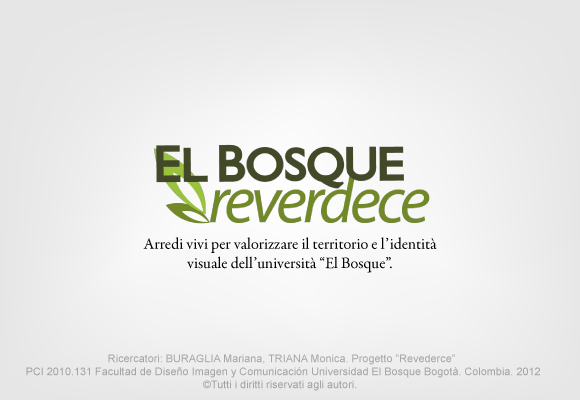 EL BOSQUE
reverdece
Arredi vivi per valorizzare il territorio e l’identità
visuale dell’università “El Bosque”.
Ricercatori: BURAGLIA Mariana, TRIANA Monica. Progetto ”Revederce”
PCI 2010.131 Facultad de Diseño Imagen y Comunicación Universidad El Bosque Bogotà. Colombia. 2012
©Tutti i diritti riservati agli autori.